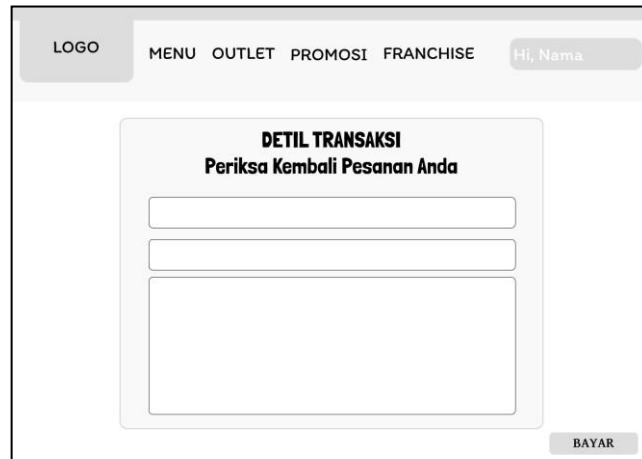 LOGO
MENU OUTLET PROMOSI FRANCHISE
Hi, Nama
DETIL TRANSAKSI
Periksa Kembali Pesanan Anda
BAYAR